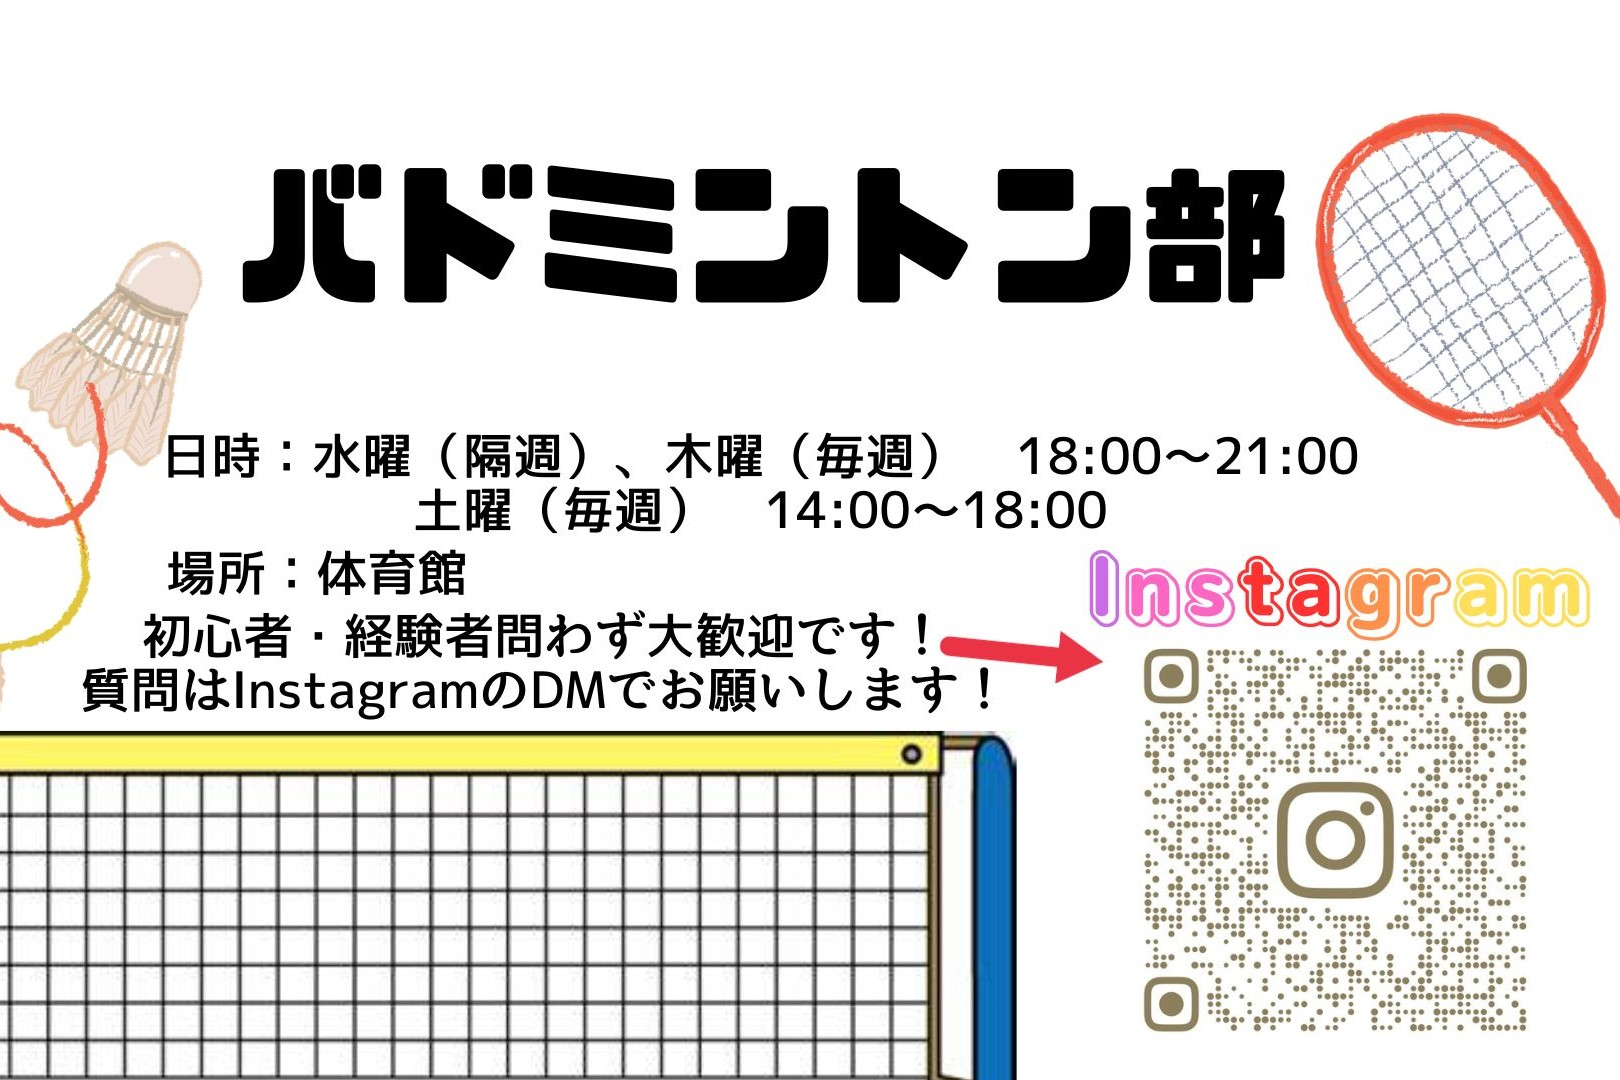 バドミントン部
日時：水曜（隔週）、木曜（毎週）　18:00〜21:00
土曜（毎週）　14:00〜18:00
場所：体育館
初心者・経験者問わず大歓迎です！
質問はInstagramのDMでお願いします！
Instagram